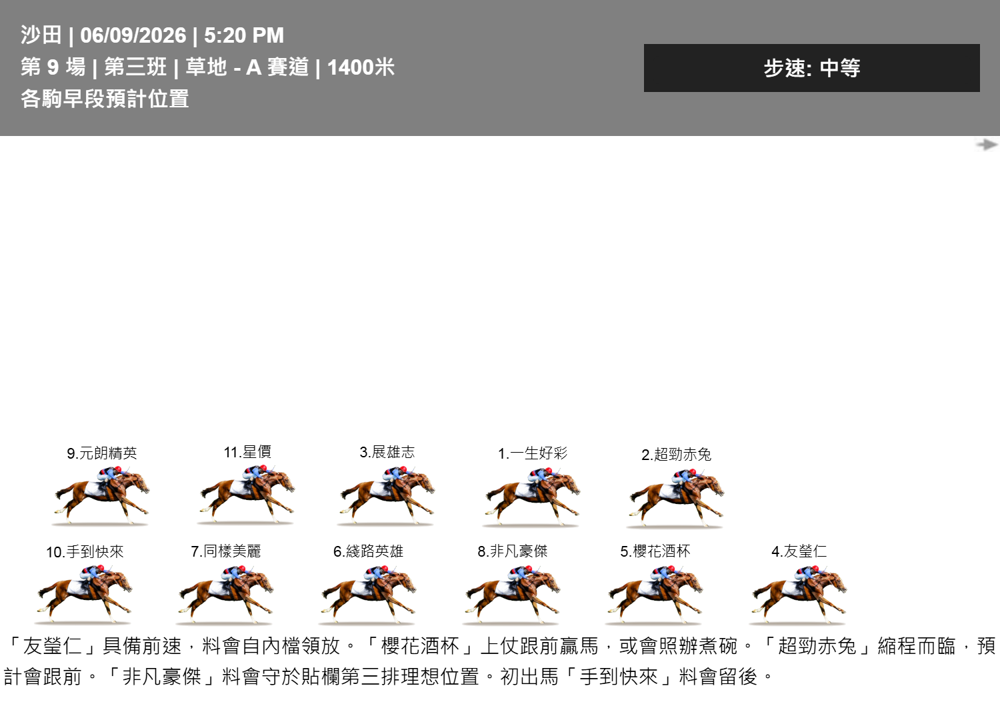 沙田 | 06/09/2026 | 5:20 PM
第 9 場 | 第三班 | 草地 - A 賽道 | 1400米
各駒早段預計位置
步速: 中等
9.元朗精英
11.星價
3.展雄志
1.一生好彩
2.超勁赤兔
10.手到快來
7.同樣美麗
6.綫路英雄
8.非凡豪傑
5.櫻花酒杯
4.友瑩仁
「友瑩仁」具備前速，料會自內檔領放。「櫻花酒杯」上仗跟前贏馬，或會照辦煮碗。「超勁赤兔」縮程而臨，預
計會跟前。「非凡豪傑」料會守於貼欄第三排理想位置。初出馬「手到快來」料會留後。